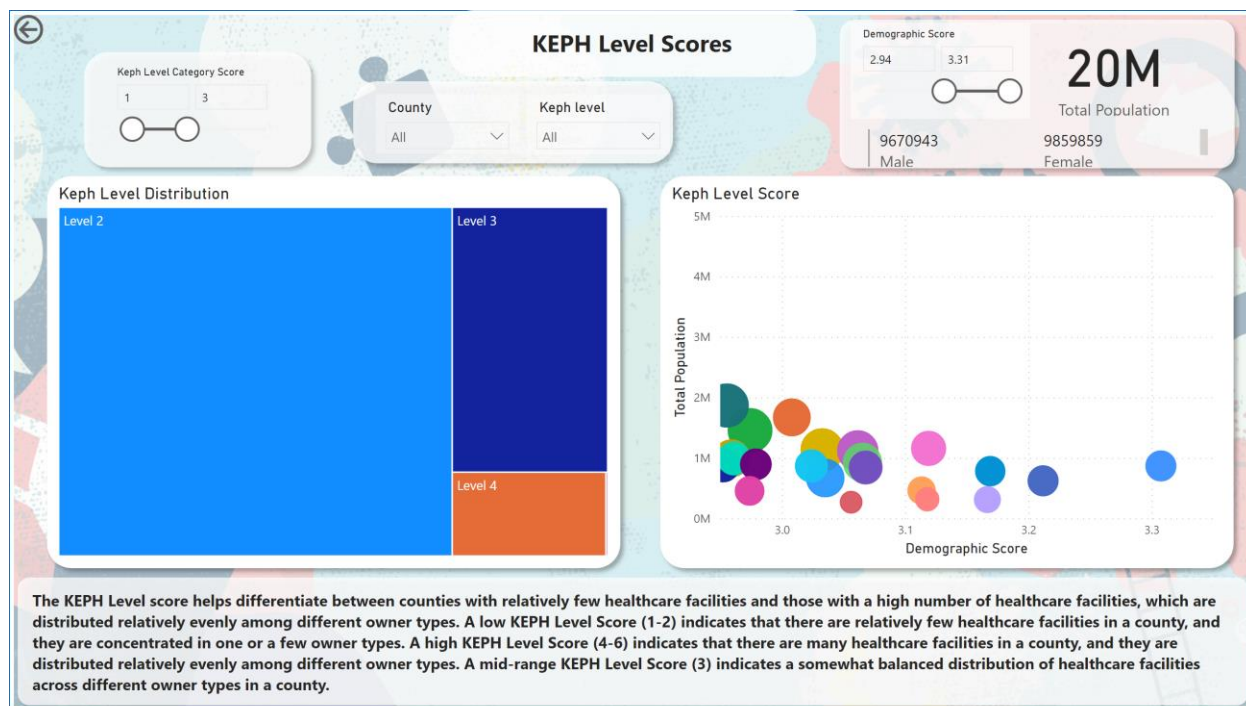 KEPH Level Scores
Keph Level Category Score
1 3
County Keph level
All All
Demographic Score
2.94 3.31
20M
Total Population
9670943 9859859
Male Female
Keph Level Distribution
Level 2
Level 3
Level 4
Keph Level Score
5M
4M
3M
2M
1M
0M
Total Population
3.0 3.1 3.2 3.3
Demographic Score
The KEPH Level score helps differentiate between counties with relatively few healthcare facilities and those with a high number of healthcare facilities, which are
distributed relatively evenly among different owner types. A low KEPH Level Score (1-2) indicates that there are relatively few healthcare facilities in a county, and
they are concentrated in one or a few owner types. A high KEPH Level Score (4-6) indicates that there are many healthcare facilities in a county, and they are
distributed relatively evenly among different owner types. A mid-range KEPH Level Score (3) indicates a somewhat balanced distribution of healthcare facilities
across different owner types in a county.